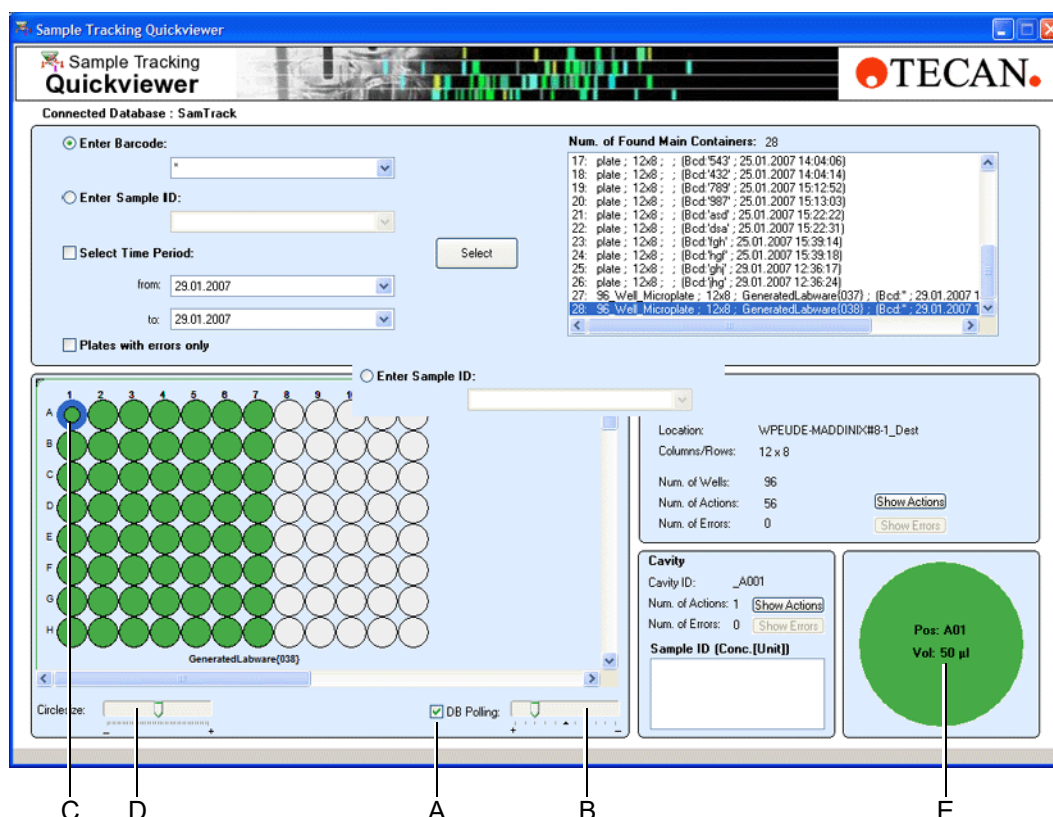 Sample Tracking Quickviewer
Sample Tracking
Quickviewer
TECAN.
Connected Database : SamTrack
Enter Barcode:
*
Enter Sample ID:
Select Time Period:
from: 29.01.2007
to: 29.01.2007
Plates with errors only
Select
Num. of Found Main Containers: 28
17: plate ; 12x8 ; ; (Bcd:'543' ; 25.01.2007 14:04:06)
18: plate ; 12x8 ; ; (Bcd:'432' ; 25.01.2007 14:04:14)
19: plate ; 12x8 ; ; (Bcd:'789' ; 25.01.2007 15:12:52)
20: plate ; 12x8 ; ; (Bcd:'987' ; 25.01.2007 15:13:03)
21: plate ; 12x8 ; ; (Bcd:'asd' ; 25.01.2007 15:22:22)
22: plate ; 12x8 ; ; (Bcd:'dsa' ; 25.01.2007 15:22:31)
23: plate ; 12x8 ; ; (Bcd:'fgh' ; 25.01.2007 15:39:14)
24: plate ; 12x8 ; ; (Bcd:'hgf' ; 25.01.2007 15:39:18)
25: plate ; 12x8 ; ; (Bcd:'ghj' ; 29.01.2007 12:36:17)
26: plate ; 12x8 ; ; (Bcd:'jhg' ; 29.01.2007 12:36:24)
27: 96_Well_Microplate ; 12x8 ; GeneratedLabware{037} ; (Bcd:'' ; 29.01.2007 1
28: 96_Well_Microplate ; 12x8 ; GeneratedLabware{038} ; (Bcd:'' ; 29.01.2007 1
Enter Sample ID:
1 2 3 4 5 6 7 8 9
A
B
C
D
E
F
G
H
GeneratedLabware{038}
Circlesize:
- +
DB Polling:
+ -
Location: WPEUDE-MADDINIX#8-1_Dest
Columns/Rows: 12 x 8
Num. of Wells: 96
Num. of Actions: 56 Show Actions
Num. of Errors: 0 Show Errors
Cavity
Cavity ID: _A001
Num. of Actions: 1 Show Actions
Num. of Errors: 0 Show Errors
Sample ID (Conc.[Unit])
Pos: A01
Vol: 50 µl
C D A B E